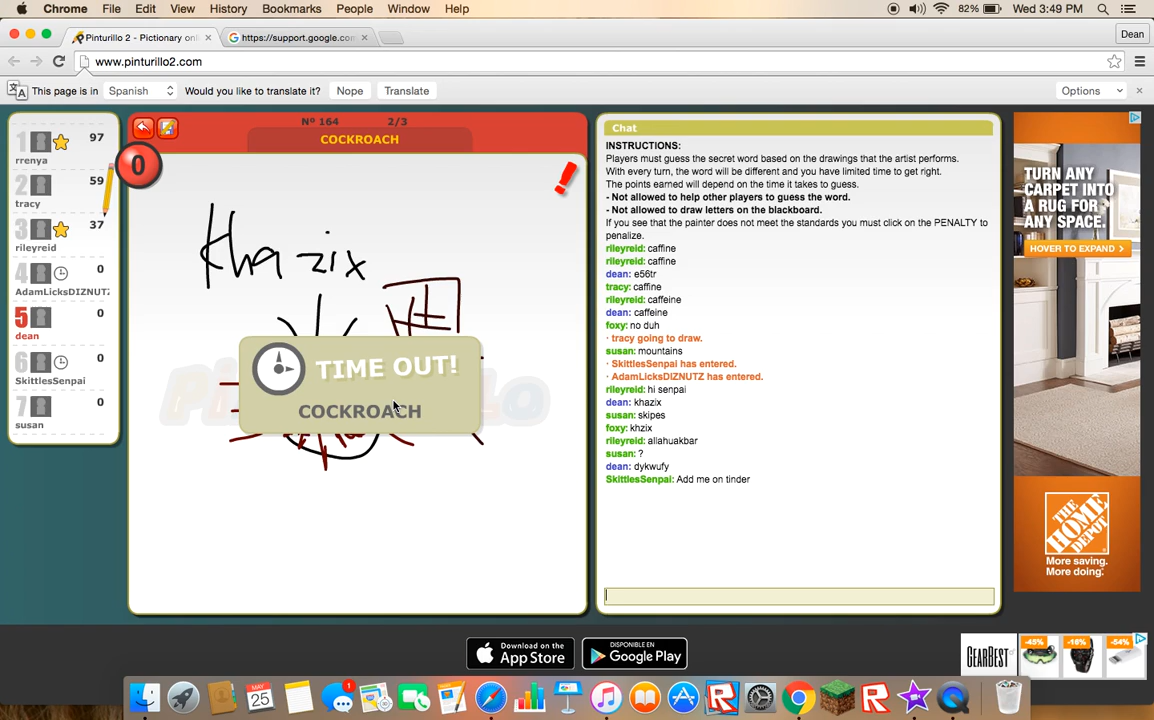 Chrome File Edit View History Bookmarks People Window Help 82% Wed 3:49 PM
Pinturillo 2 - Pictionary onl × https://support.google.com × Dean
www.pinturillo2.com
This page is in Spanish Would you like to translate it? Nope Translate Options ×
1 rrenya 97
2 tracy 59
3 rileyreid 37
4 AdamLicksDIZNUTZ 0
5 dean 0
6 SkittlesSenpai 0
7 susan 0
0
Nº 164 2/3
COCKROACH
!
kha zix
TIME OUT!
COCKROACH
Chat
INSTRUCTIONS:
Players must guess the secret word based on the drawings that the artist performs.
With every turn, the word will be different and you have limited time to get right.
The points earned will depend on the time it takes to guess.
- Not allowed to help other players to guess the word.
- Not allowed to draw letters on the blackboard.
If you see that the painter does not meet the standards you must click on the PENALTY to
penalize.
rileyreid: caffine
rileyreid: caffine
dean: e56tr
tracy: caffine
rileyreid: caffeine
dean: caffeine
foxy: no duh
· tracy going to draw.
susan: mountains
· SkittlesSenpai has entered.
· AdamLicksDIZNUTZ has entered.
rileyreid: hi senpai
dean: khazix
susan: skipes
foxy: khzix
rileyreid: allahuakbar
susan: ?
dean: dykwufy
SkittlesSenpai: Add me on tinder
TURN ANY
CARPET INTO
A RUG FOR
ANY SPACE.
HOVER TO EXPAND >
THE
HOME
DEPOT
More saving.
More doing.
Download on the
App Store
DISPONIBLE EN
Google Play
GEARBEST -45% -16% -54%
MAY
25
1